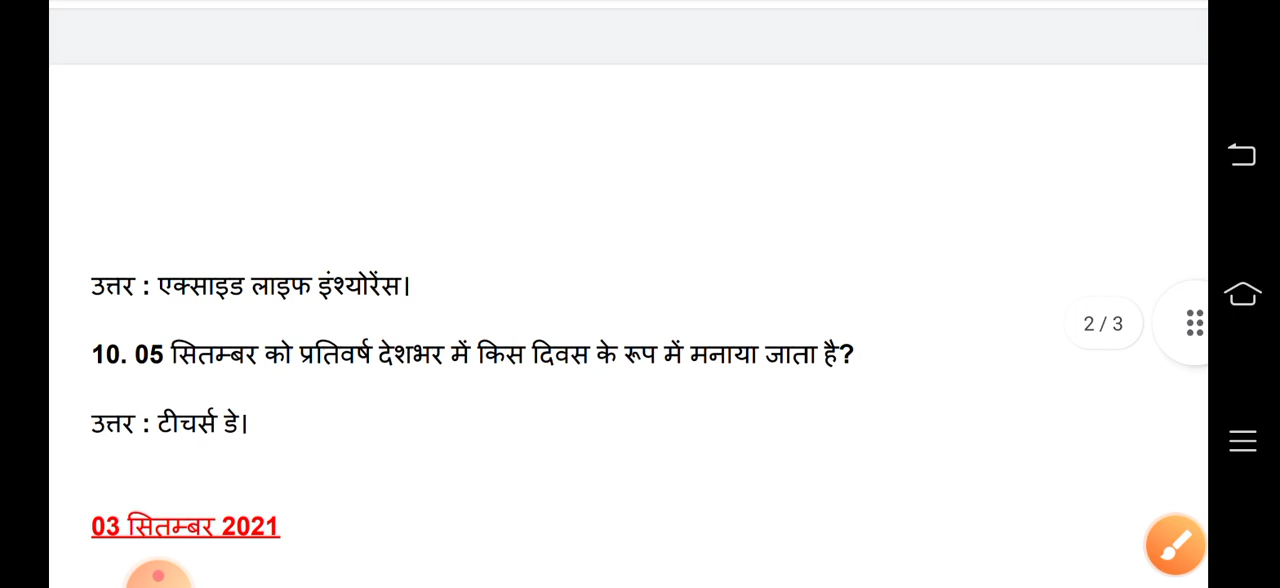 उत्तर : एक्साइड लाइफ इंश्योरेंस।
10. 05 सितम्बर को प्रतिवर्ष देशभर में किस दिवस के रूप में मनाया जाता है?
2 / 3
उत्तर : टीचर्स डे।
03 सितम्बर 2021